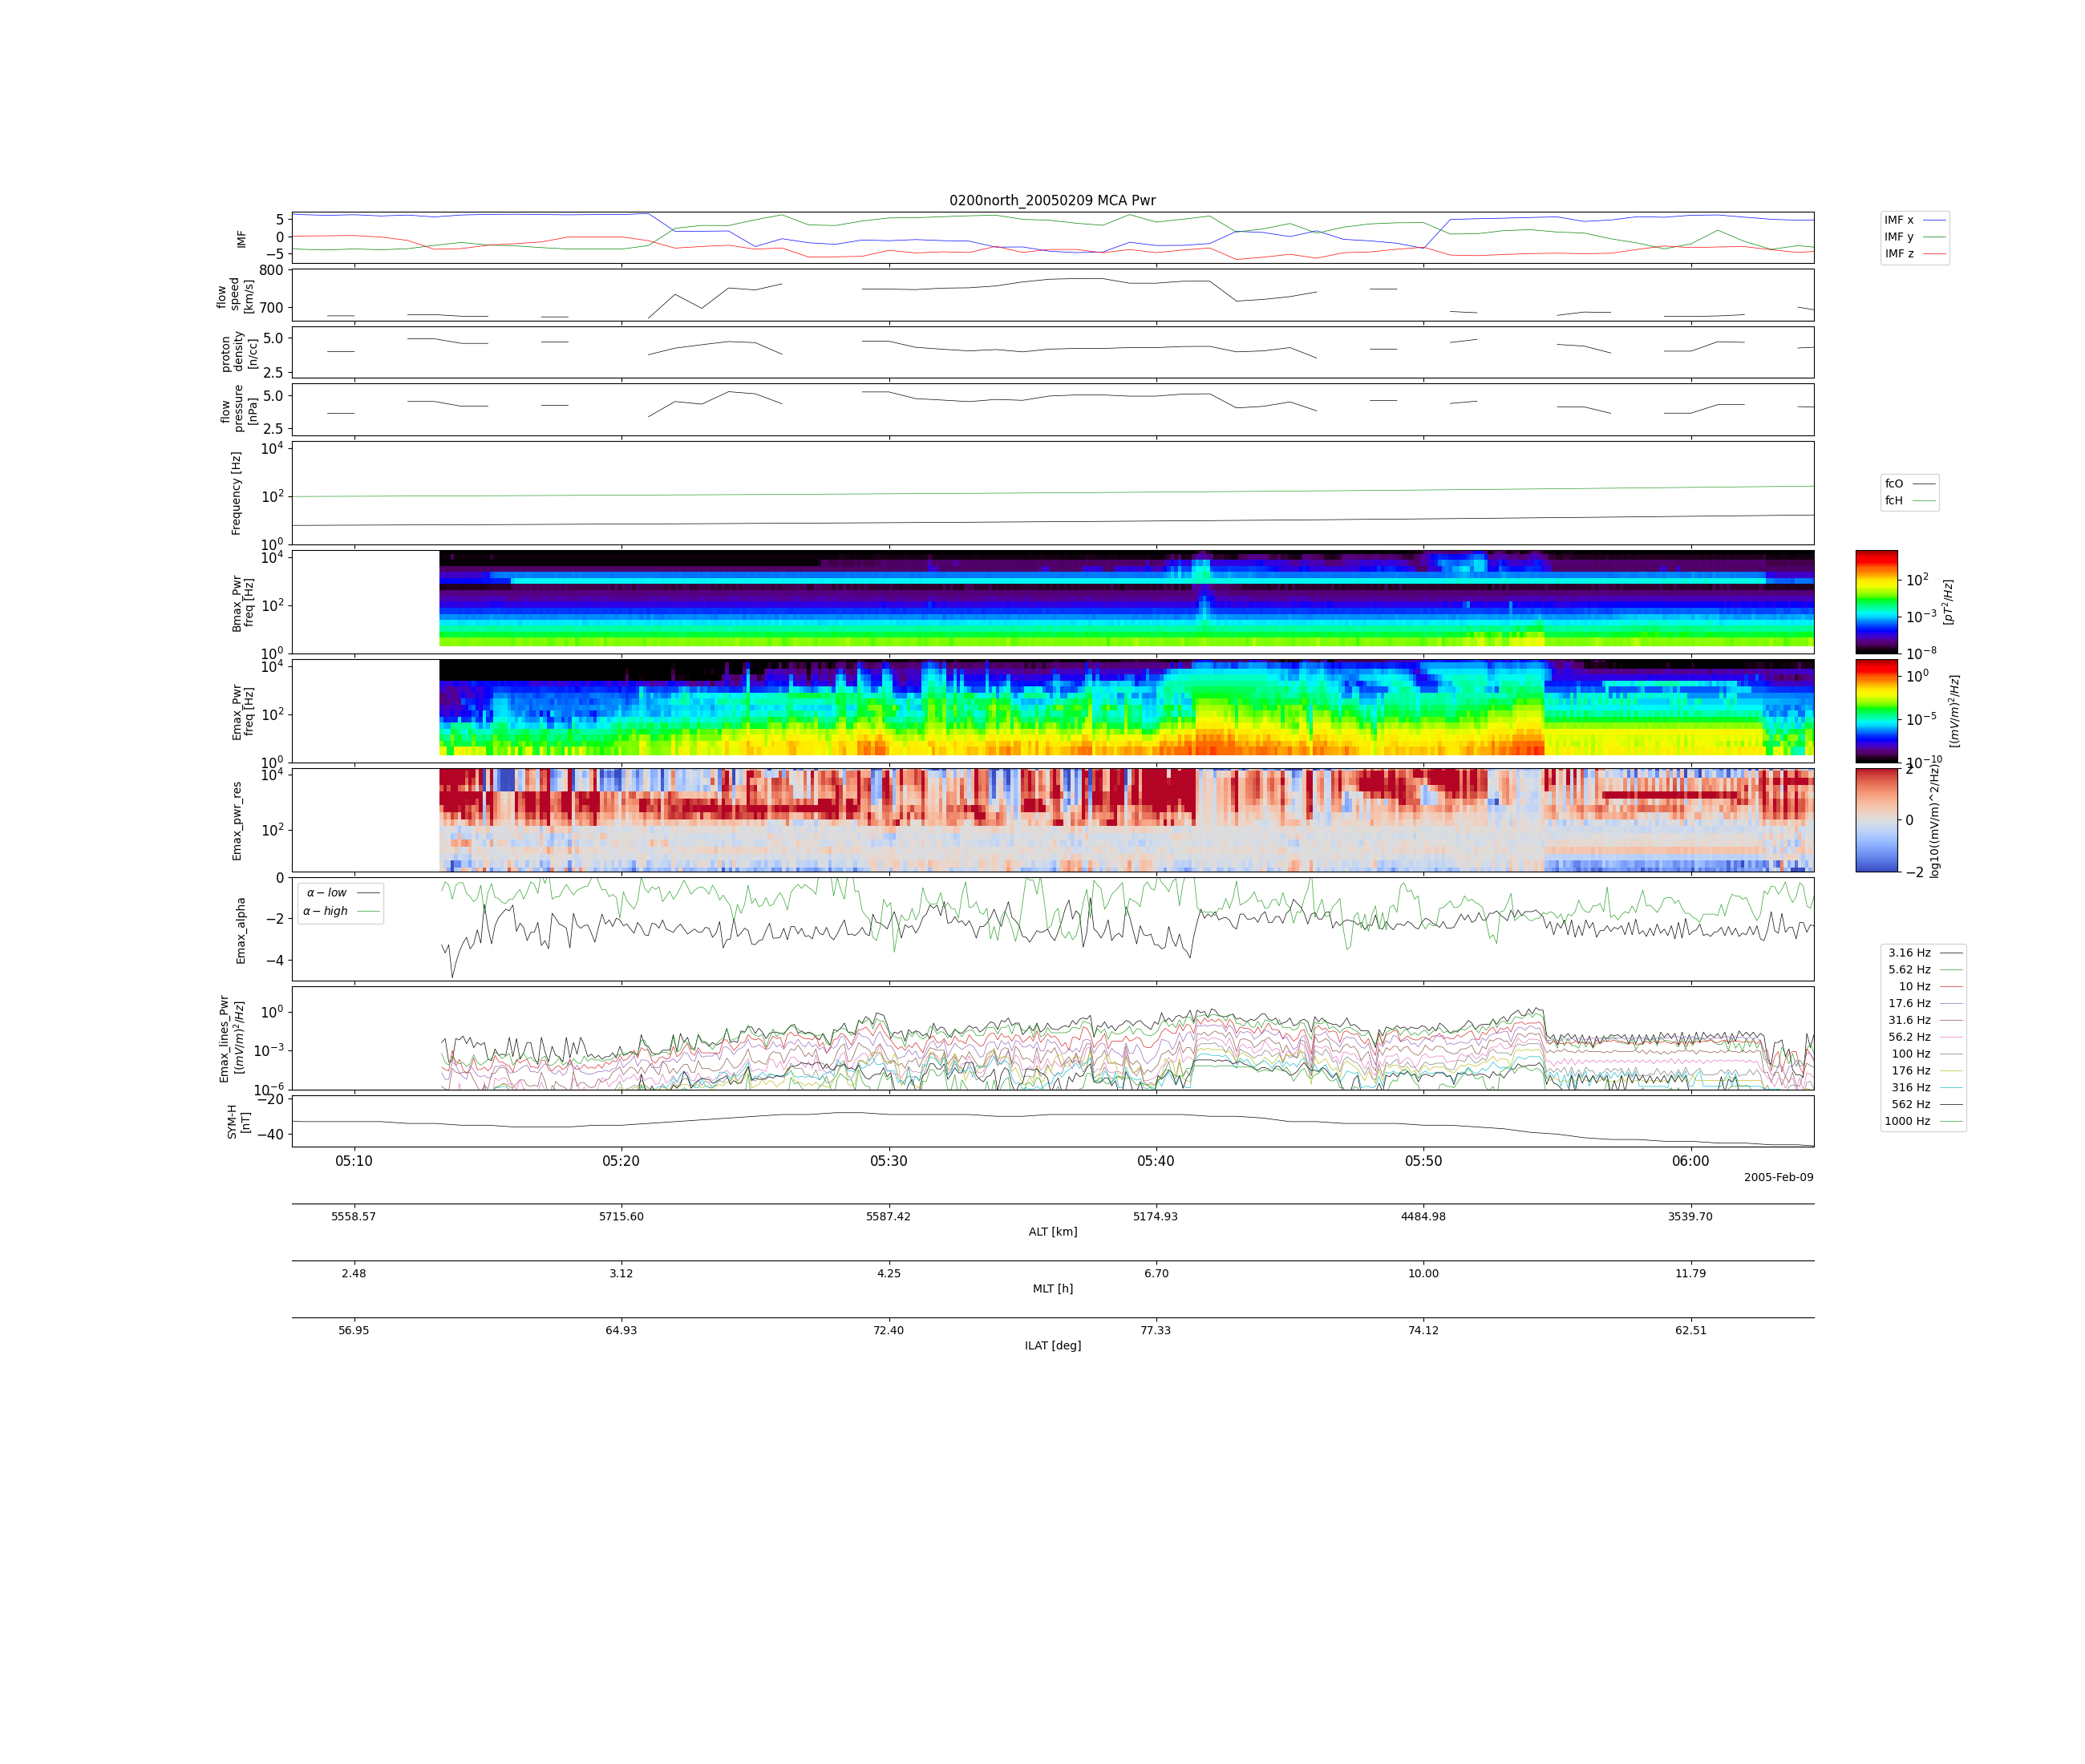 0200north_20050209 MCA Pwr
IMF
5
0
−5
IMF x
IMF y
IMF z
flow
speed
[km/s]
800
700
proton
density
[n/cc]
5.0
2.5
flow
pressure
[nPa]
5.0
2.5
Frequency [Hz]
10^4
10^2
10^0
fcO
fcH
Bmax_Pwr
freq [Hz]
10^4
10^2
10^0
10^2
10^−3
10^−8
[pT^2/Hz]
Emax_Pwr
freq [Hz]
10^4
10^2
10^0
10^0
10^−5
10^−10
[(mV/m)^2/Hz]
Emax_pwr_res
10^4
10^2
2
0
−2
log10((mV/m)^2/Hz)
Emax_alpha
0
−2
−4
α − low
α − high
Emax_lines_Pwr
[(mV/m)^2/Hz]
10^0
10^−3
10^−6
3.16 Hz
5.62 Hz
10 Hz
17.6 Hz
31.6 Hz
56.2 Hz
100 Hz
176 Hz
316 Hz
562 Hz
1000 Hz
SYM-H
[nT]
−20
−40
05:10 05:20 05:30 05:40 05:50 06:00
2005-Feb-09
5558.57 5715.60 5587.42 5174.93 4484.98 3539.70
ALT [km]
2.48 3.12 4.25 6.70 10.00 11.79
MLT [h]
56.95 64.93 72.40 77.33 74.12 62.51
ILAT [deg]